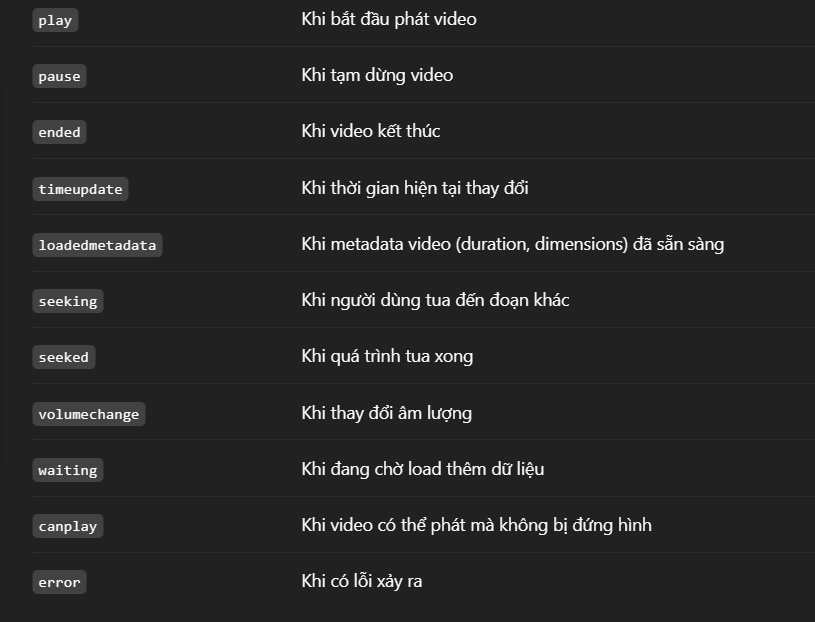 play Khi bắt đầu phát video
pause Khi tạm dừng video
ended Khi video kết thúc
timeupdate Khi thời gian hiện tại thay đổi
loadedmetadata Khi metadata video (duration, dimensions) đã sẵn sàng
seeking Khi người dùng tua đến đoạn khác
seeked Khi quá trình tua xong
volumechange Khi thay đổi âm lượng
waiting Khi đang chờ load thêm dữ liệu
canplay Khi video có thể phát mà không bị đứng hình
error Khi có lỗi xảy ra